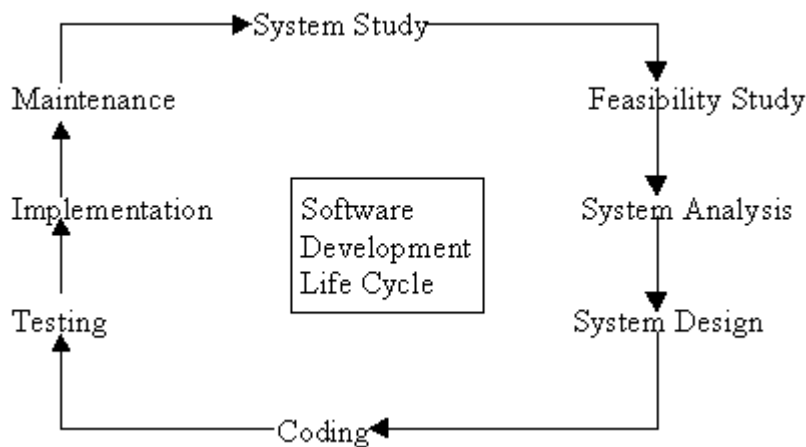 System Study
Maintenance
Feasibility Study
Implementation
Software
Development
Life Cycle
System Analysis
Testing
System Design
Coding